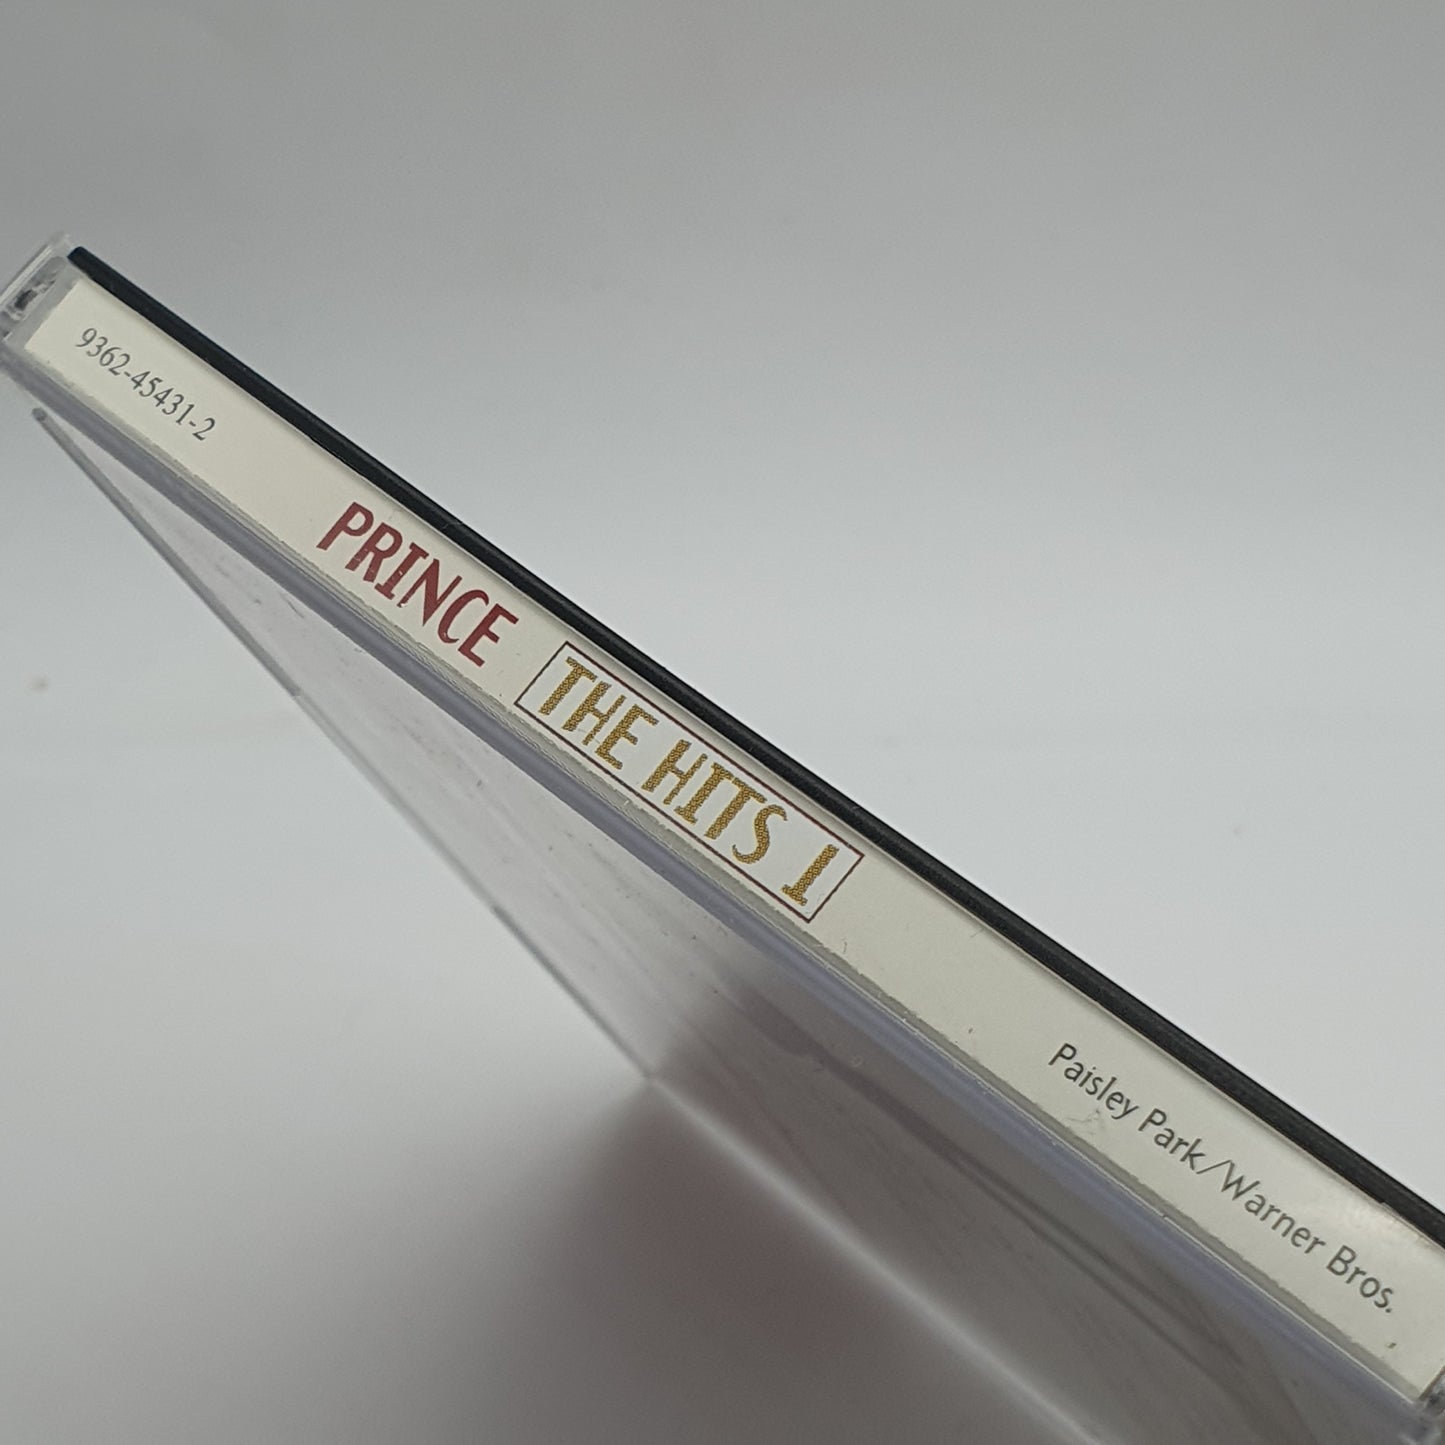 9362-45431-2
PRINCE
THE HITS 1
Paisley Park/Warner Bros.